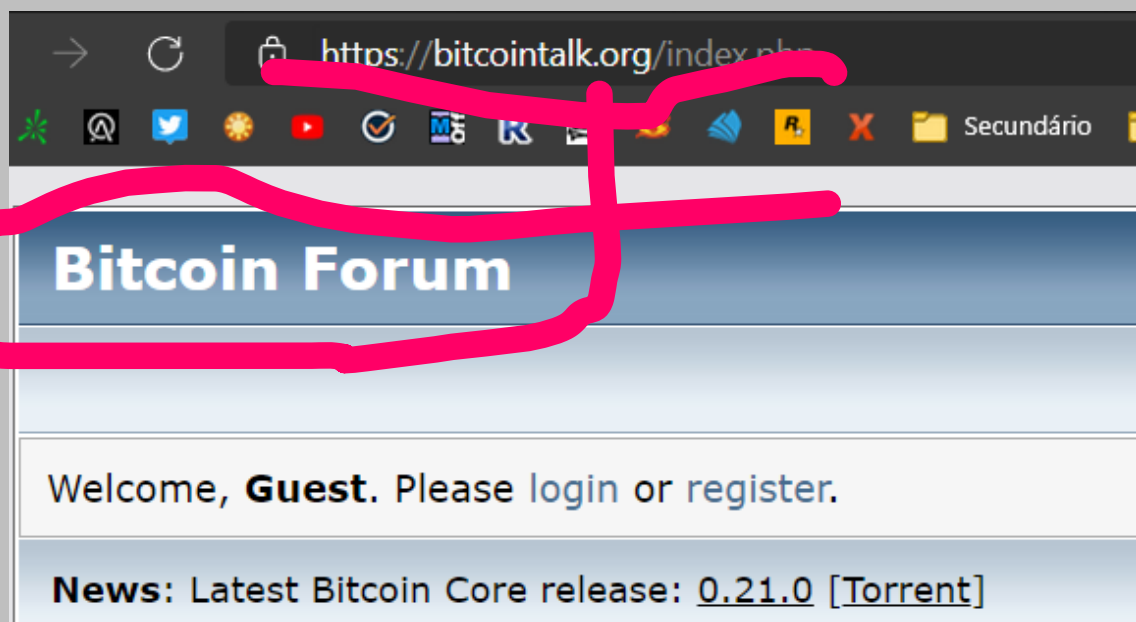 https://bitcointalk.org/index.php
Secundário
Bitcoin Forum
Welcome, Guest. Please login or register.
News: Latest Bitcoin Core release: 0.21.0 [Torrent]